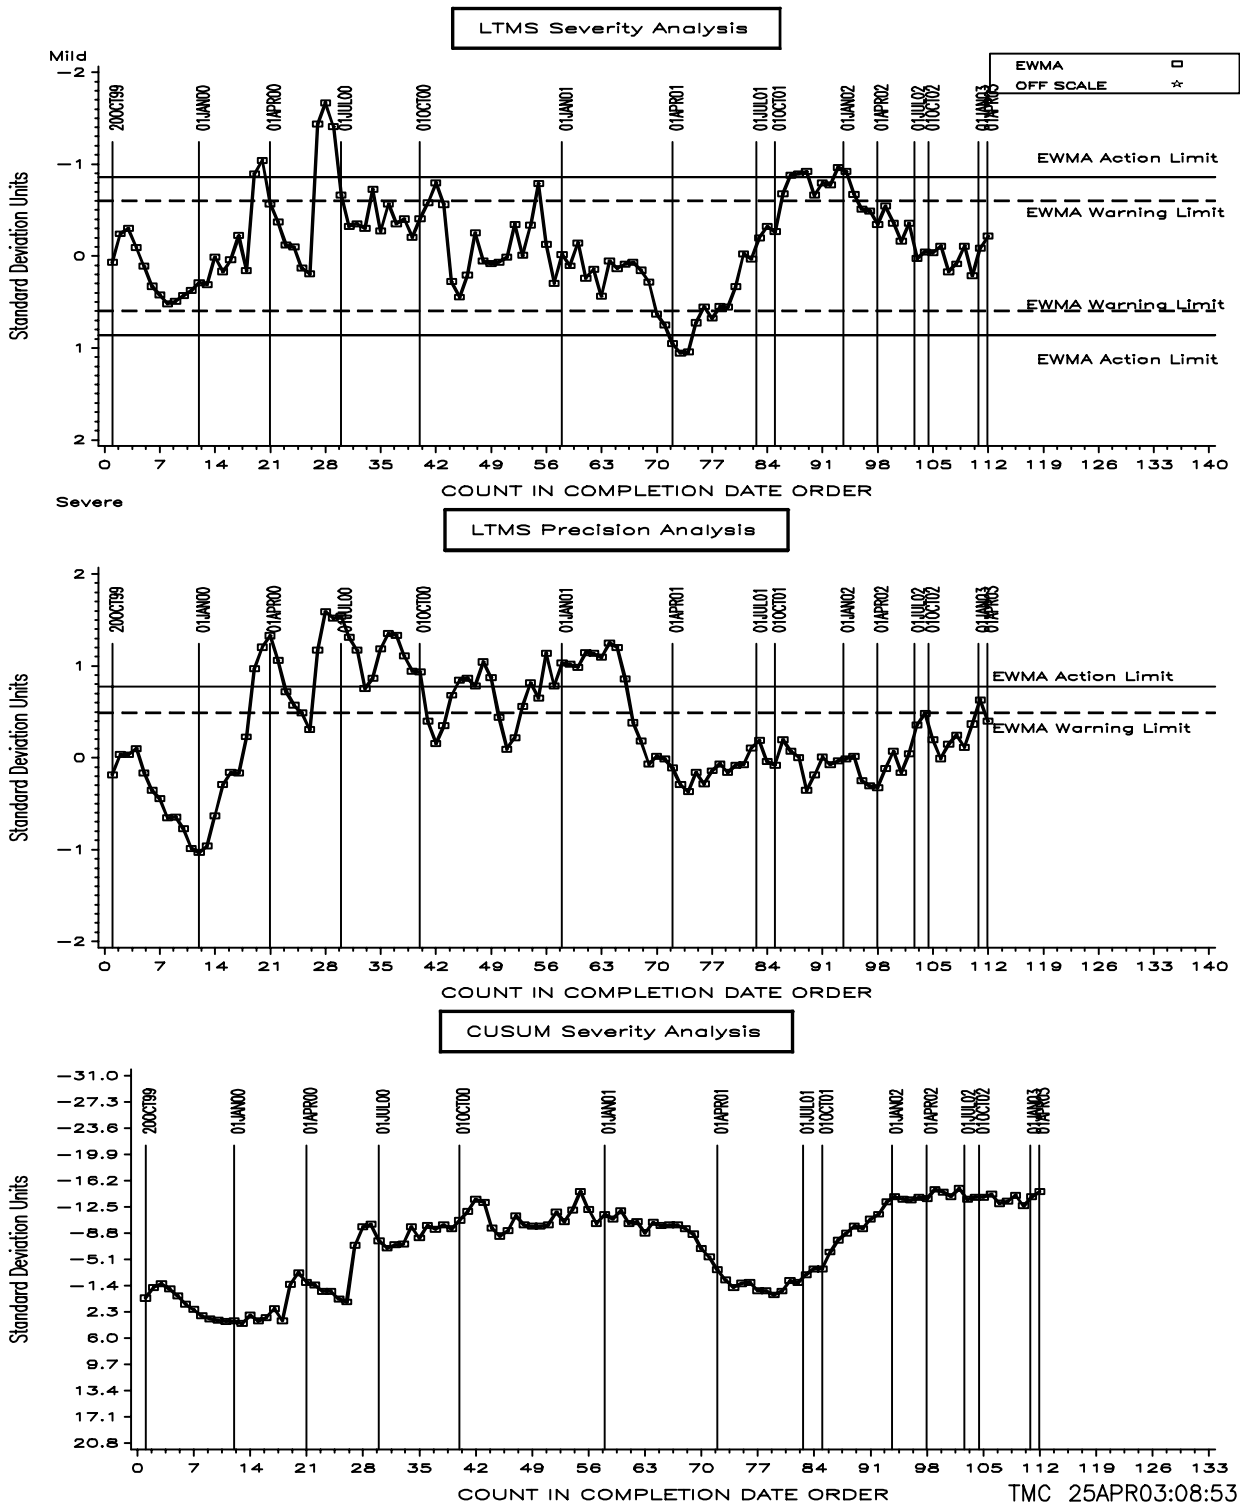 LTMS Severity Analysis
Mild
EWMA
OFF SCALE
-2
-1
0
1
2
Standard Deviation Units
20OCT99 01JAN00 01APR00 01JUL00 01OCT00 01JAN01 01APR01 01JUL01 01OCT01 01JAN02 01APR02 01JUL02 01OCT02 01JAN03 01APR03
EWMA Action Limit
EWMA Warning Limit
EWMA Warning Limit
EWMA Action Limit
0 7 14 21 28 35 42 49 56 63 70 77 84 91 98 105 112 119 126 133 140
COUNT IN COMPLETION DATE ORDER
Severe
LTMS Precision Analysis
2
1
0
-1
-2
Standard Deviation Units
20OCT99 01JAN00 01APR00 01JUL00 01OCT00 01JAN01 01APR01 01JUL01 01OCT01 01JAN02 01APR02 01JUL02 01OCT02 01JAN03 01APR03
EWMA Action Limit
EWMA Warning Limit
0 7 14 21 28 35 42 49 56 63 70 77 84 91 98 105 112 119 126 133 140
COUNT IN COMPLETION DATE ORDER
CUSUM Severity Analysis
-31.0
-27.3
-23.6
-19.9
-16.2
-12.5
-8.8
-5.1
-1.4
2.3
6.0
9.7
13.4
17.1
20.8
Standard Deviation Units
20OCT99 01JAN00 01APR00 01JUL00 01OCT00 01JAN01 01APR01 01JUL01 01OCT01 01JAN02 01APR02 01JUL02 01OCT02 01JAN03 01APR03
0 7 14 21 28 35 42 49 56 63 70 77 84 91 98 105 112 119 126 133
COUNT IN COMPLETION DATE ORDER
TMC 25APR03:08:53